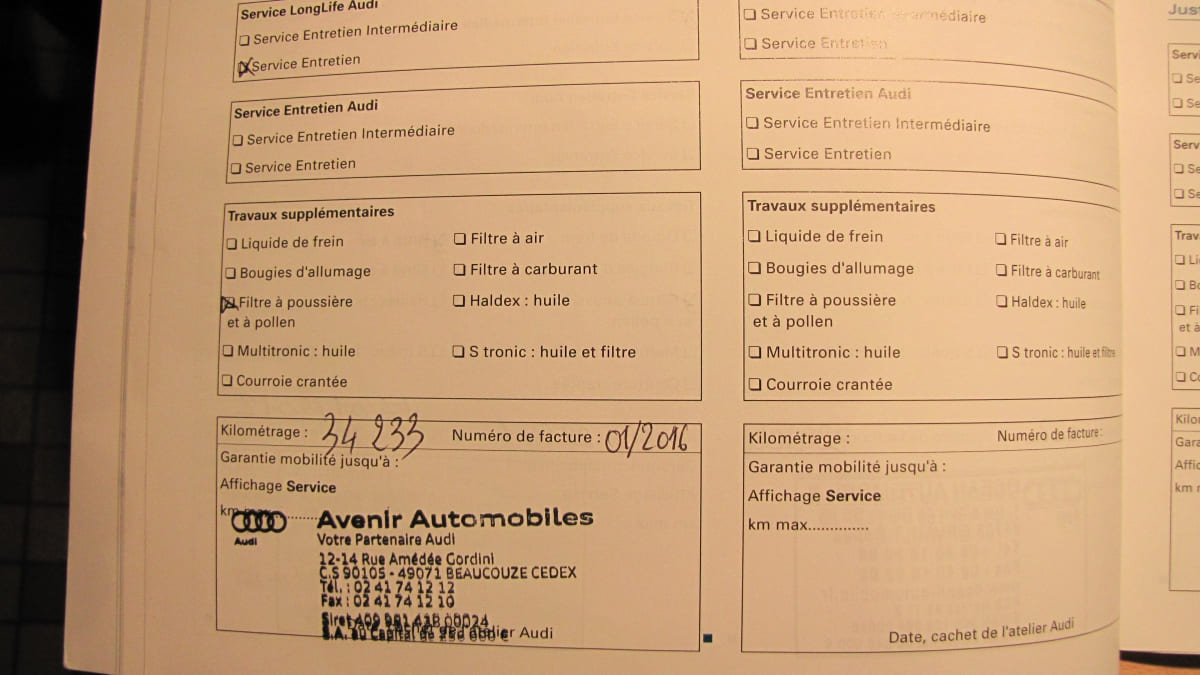 Service LongLife Audi
Service Entretien Intermédiaire
Service Entretien
Service Entretien Audi
Service Entretien Intermédiaire
Service Entretien
Travaux supplémentaires
Liquide de frein
Filtre à air
Bougies d'allumage
Filtre à carburant
Filtre à poussière
et à pollen
Haldex : huile
Multitronic : huile
S tronic : huile et filtre
Courroie crantée
Kilométrage : 34 233 Numéro de facture : 01/2016
Garantie mobilité jusqu'à :
Affichage Service
km
Audi
Avenir Automobiles
Votre Partenaire Audi
12-14 Rue Amédée Gordini
C.S 90105 - 49071 BEAUCOUZE CEDEX
Tél. : 02 41 74 12 12
Fax : 02 41 74 12 10
Siret
S.A. au Capital de
Audi
Service Entretien Intermédiaire
Service Entretien
Service Entretien Audi
Service Entretien Intermédiaire
Service Entretien
Travaux supplémentaires
Liquide de frein
Filtre à air
Bougies d'allumage
Filtre à carburant
Filtre à poussière
et à pollen
Haldex : huile
Multitronic : huile
S tronic : huile et filtre
Courroie crantée
Kilométrage : Numéro de facture :
Garantie mobilité jusqu'à :
Affichage Service
km max..............
Date, cachet de l'atelier Audi